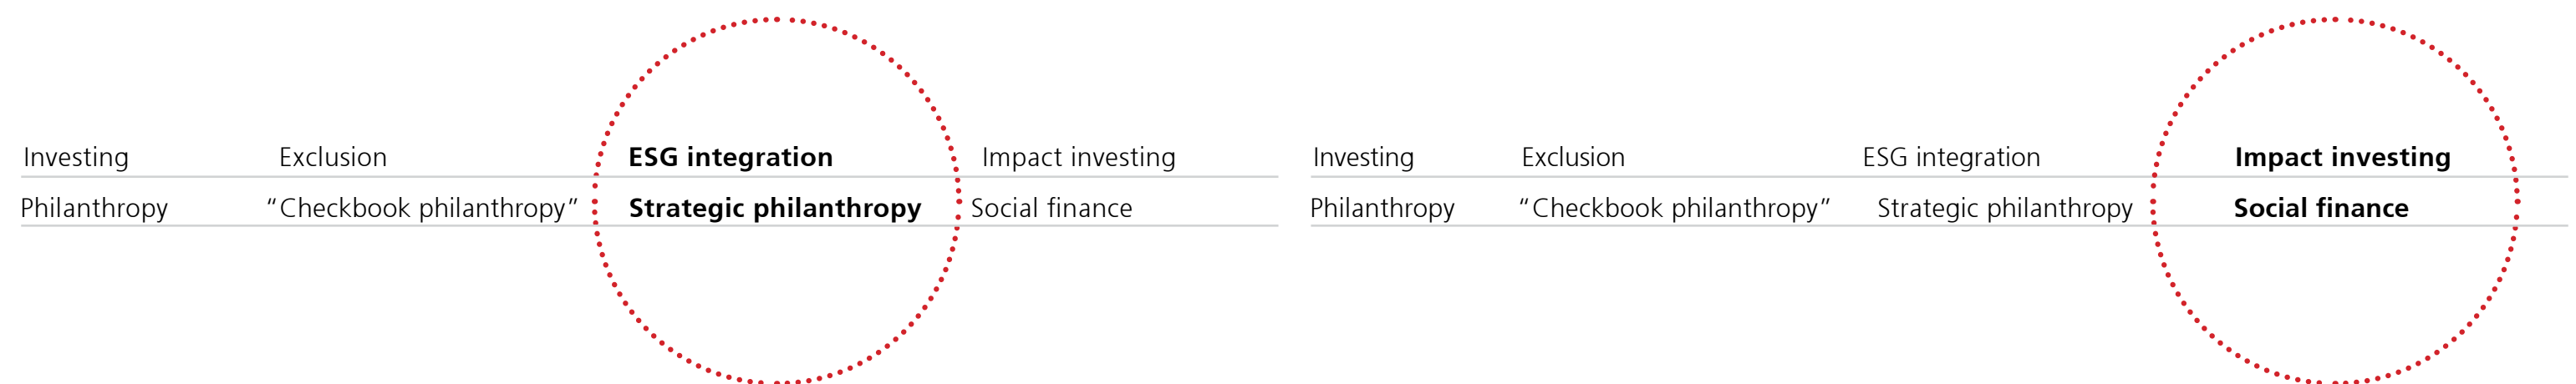 Investing Exclusion ESG integration Impact investing
Philanthropy “Checkbook philanthropy” Strategic philanthropy Social finance
Investing Exclusion ESG integration Impact investing
Philanthropy “Checkbook philanthropy” Strategic philanthropy Social finance